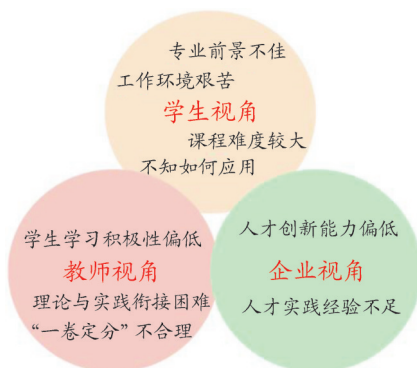 专业前景不佳
工作环境艰苦
学生视角
课程难度较大
不知如何应用
学生学习积极性偏低
教师视角
理论与实践衔接困难
“一卷定分”不合理
人才创新能力偏低
企业视角
人才实践经验不足